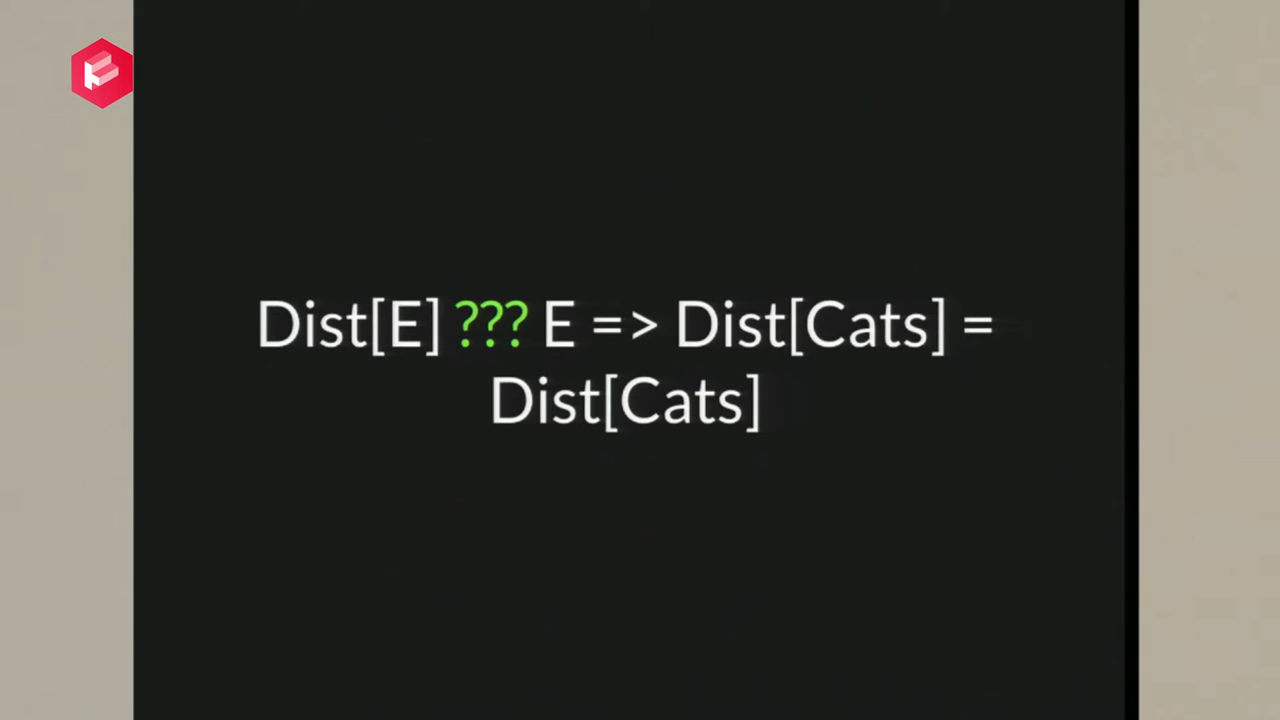 Dist[E] ??? E => Dist[Cats] =
Dist[Cats]